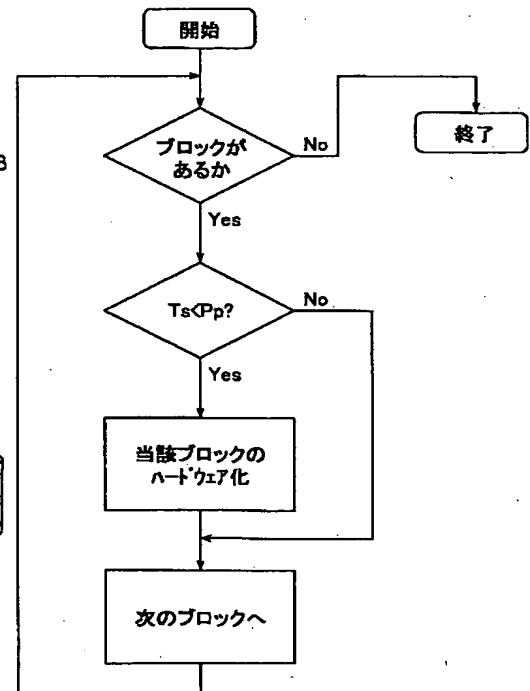 開始
終了
ブロックが
あるか
No
8
Yes
Ts<Pp?
No
Yes
当該ブロックの
ハードウェア化
次のブロックへ